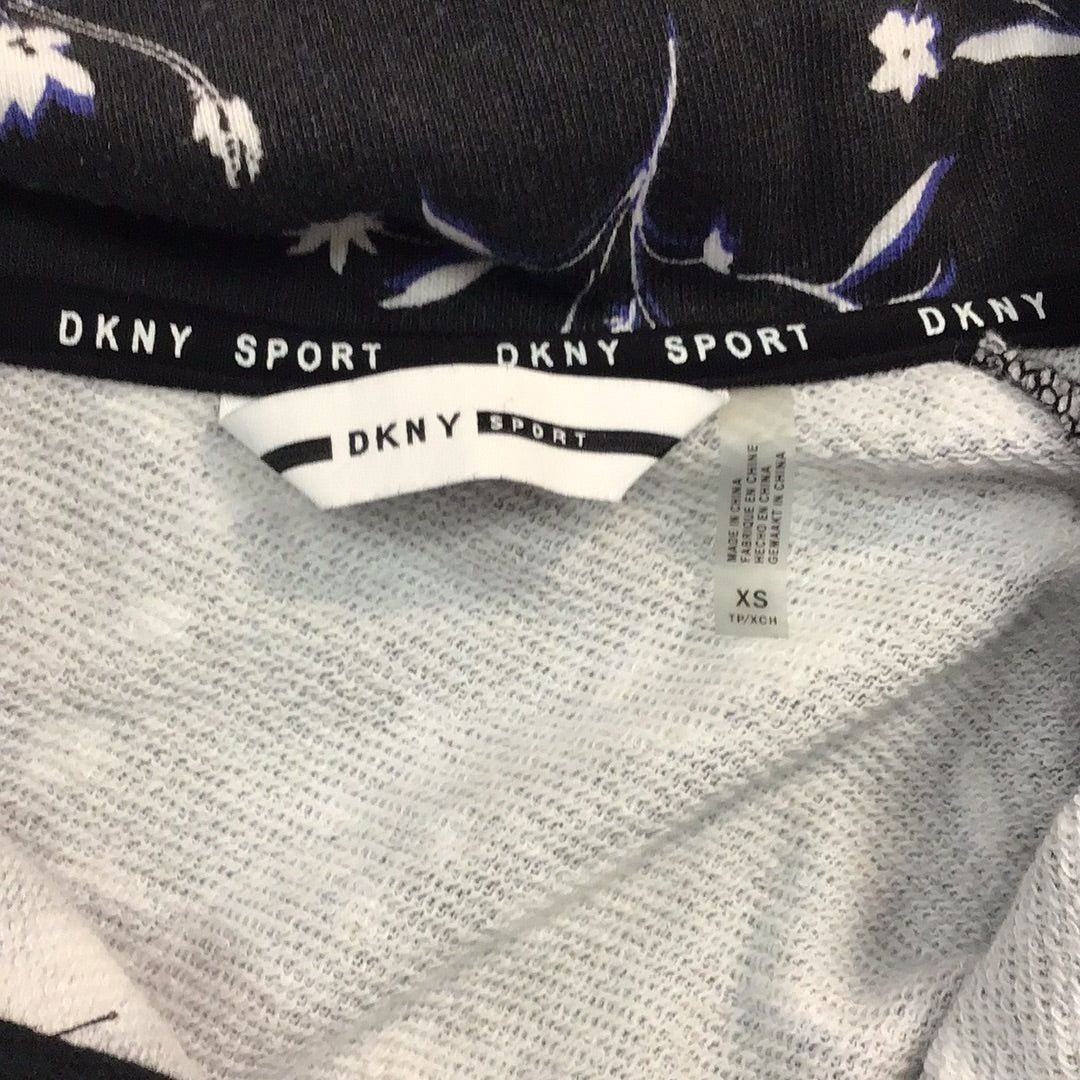 DKNY SPORT DKNY SPORT DKNY
DKNY SPORT
MADE IN CHINA
FABRIQUE EN CHINE
HECHO EN CHINA
GEMAAKT IN CHINA
XS
TP/XCH